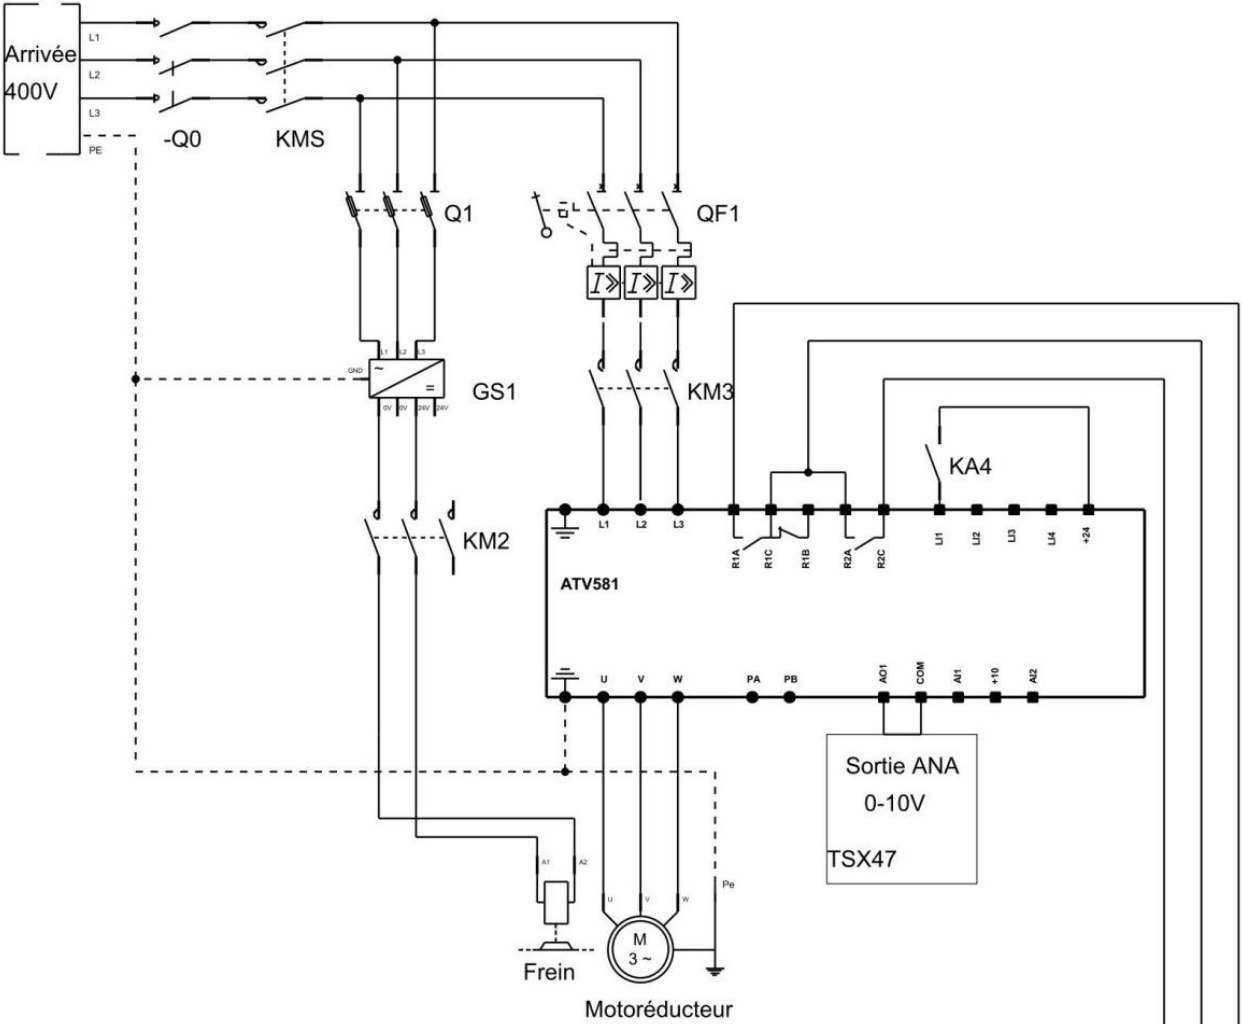 L1
Arrivée
L2
400V
L3
PE
-Q0
KMS
Q1
QF1
I
I
I
L1
L2
L3
GND
~
=
GS1
0V
0V
24V
24V
KM3
KA4
KM2
L1
L2
L3
R1A
R1C
R1B
R2A
R2C
LI1
LI2
LI3
LI4
+24
ATV581
U
V
W
PA
PB
AO1
COM
AI1
+10
AI2
Sortie ANA
0-10V
TSX47
A1
A2
Pe
U
V
W
M
3 ~
Frein
Motoréducteur